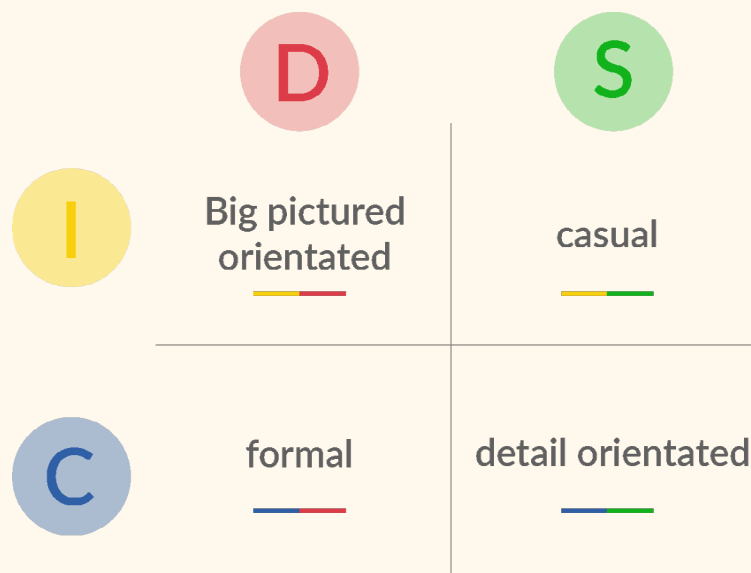 D
S
I
Big pictured
orientated
casual
C
formal
detail orientated